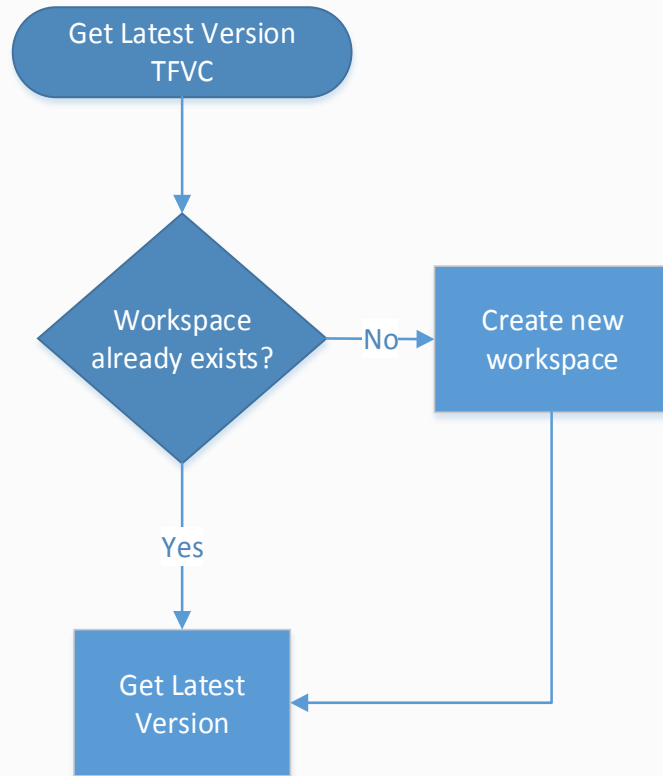 Get Latest Version
TFVC
Workspace
already exists?
No
Create new
workspace
Yes
Get Latest
Version